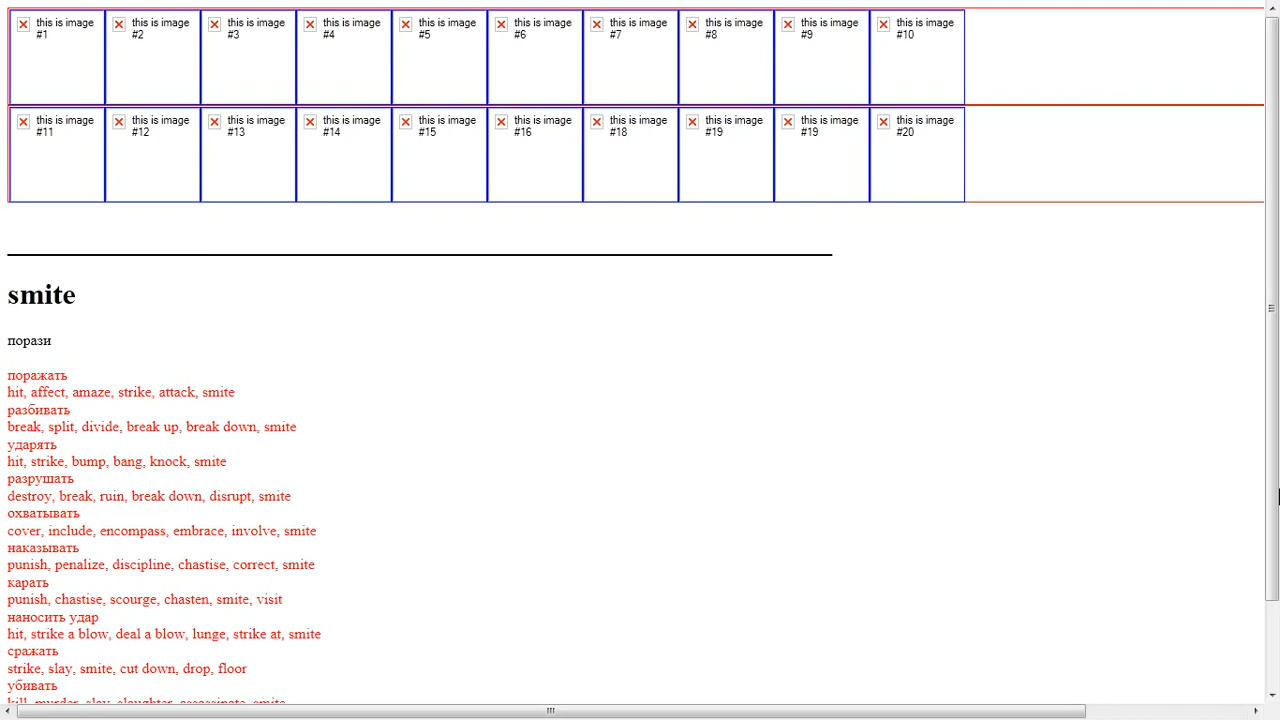 this is image #1
this is image #2
this is image #3
this is image #4
this is image #5
this is image #6
this is image #7
this is image #8
this is image #9
this is image #10
this is image #11
this is image #12
this is image #13
this is image #14
this is image #15
this is image #16
this is image #18
this is image #19
this is image #19
this is image #20
smite
порази
поражать
hit, affect, amaze, strike, attack, smite
разбивать
break, split, divide, break up, break down, smite
ударять
hit, strike, bump, bang, knock, smite
разрушать
destroy, break, ruin, break down, disrupt, smite
охватывать
cover, include, encompass, embrace, involve, smite
наказывать
punish, penalize, discipline, chastise, correct, smite
карать
punish, chastise, scourge, chasten, smite, visit
наносить удар
hit, strike a blow, deal a blow, lunge, strike at, smite
сражать
strike, slay, smite, cut down, drop, floor
убивать
kill, murder, slay, slaughter, assassinate, smite